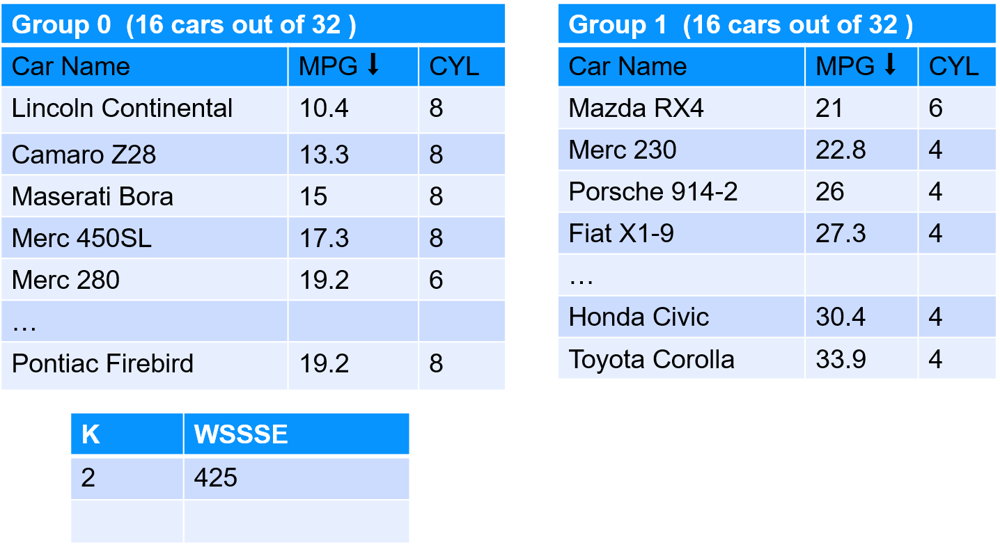 Group 0 (16 cars out of 32 )
Car Name MPG ⬇ CYL
Lincoln Continental 10.4 8
Camaro Z28 13.3 8
Maserati Bora 15 8
Merc 450SL 17.3 8
Merc 280 19.2 6
…
Pontiac Firebird 19.2 8
Group 1 (16 cars out of 32 )
Car Name MPG ⬇ CYL
Mazda RX4 21 6
Merc 230 22.8 4
Porsche 914-2 26 4
Fiat X1-9 27.3 4
…
Honda Civic 30.4 4
Toyota Corolla 33.9 4
K WSSSE
2 425